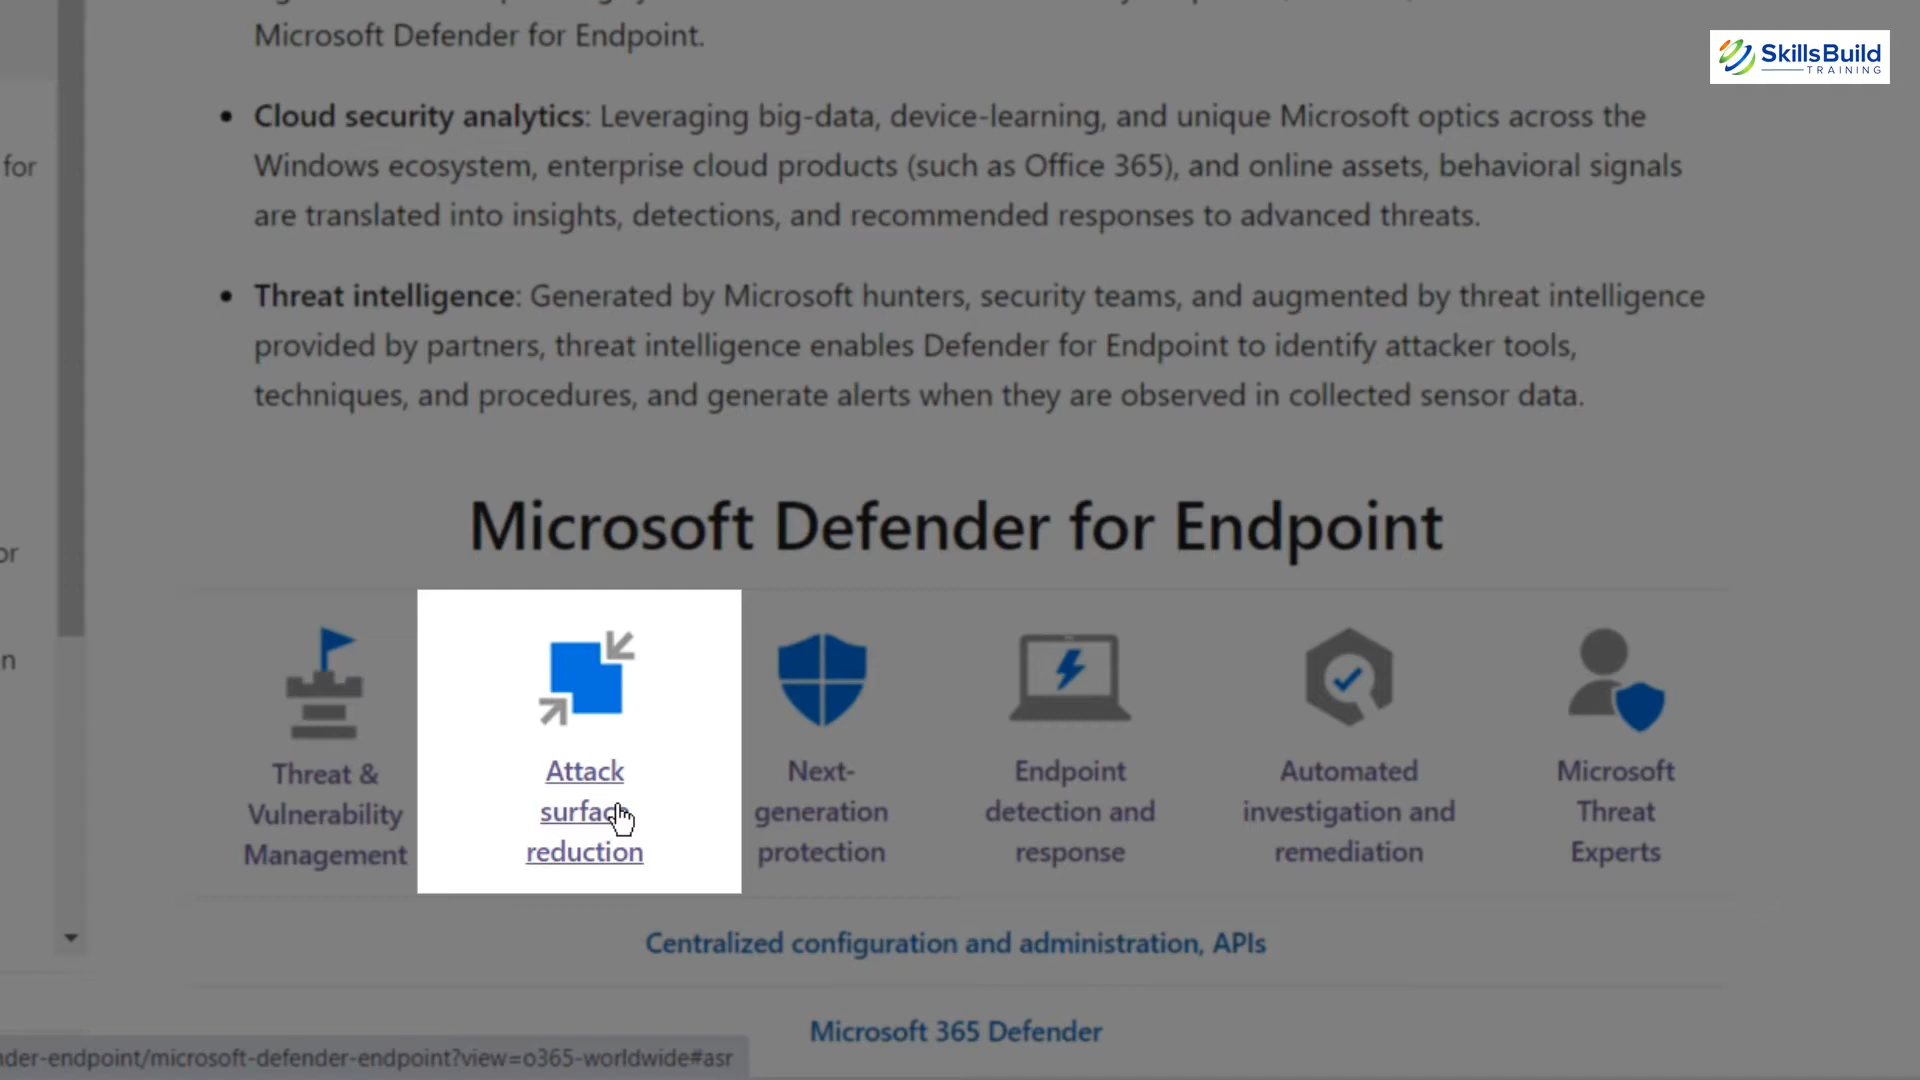 Microsoft Defender for Endpoint.
SkillsBuild
TRAINING
• Cloud security analytics: Leveraging big-data, device-learning, and unique Microsoft optics across the
Windows ecosystem, enterprise cloud products (such as Office 365), and online assets, behavioral signals
are translated into insights, detections, and recommended responses to advanced threats.
for
• Threat intelligence: Generated by Microsoft hunters, security teams, and augmented by threat intelligence
provided by partners, threat intelligence enables Defender for Endpoint to identify attacker tools,
techniques, and procedures, and generate alerts when they are observed in collected sensor data.
Microsoft Defender for Endpoint
or
n
Threat &
Vulnerability
Management
Attack
surface
reduction
Next-
generation
protection
Endpoint
detection and
response
Automated
investigation and
remediation
Microsoft
Threat
Experts
Centralized configuration and administration, APIs
Microsoft 365 Defender
nder-endpoint/microsoft-defender-endpoint?view=o365-worldwide#asr